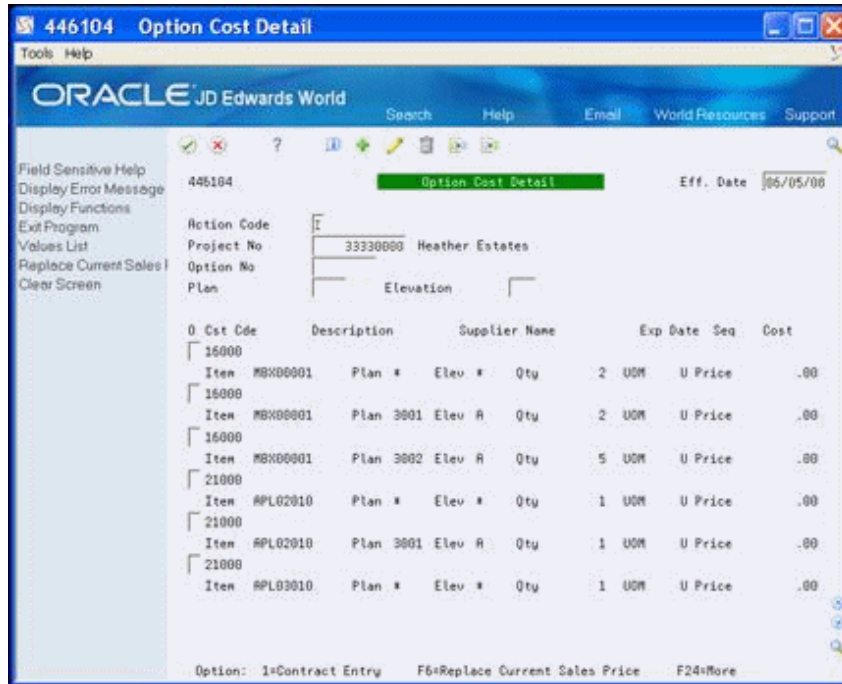 446104 Option Cost Detail
Tools Help
ORACLE JD Edwards World
Search Help Email World Resources Support
?
Field Sensitive Help
Display Error Message
Display Functions
Exit Program
Values List
Replace Current Sales
Clear Screen
446104 Option Cost Detail Eff. Date 06/05/08
Action Code I
Project No 33330000 Heather Estates
Option No
Plan Elevation
O Cst Cde Description Supplier Name Exp Date Seq Cost
16000
Item MBX00001 Plan * Elev * Qty 2 UOM U Price .00
16000
Item MBX00001 Plan 3001 Elev A Qty 2 UOM U Price .00
16000
Item MBX00001 Plan 3002 Elev A Qty 5 UOM U Price .00
21000
Item APL02010 Plan * Elev * Qty 1 UOM U Price .00
21000
Item APL02010 Plan 3001 Elev A Qty 1 UOM U Price .00
21000
Item APL03010 Plan * Elev * Qty 1 UOM U Price .00
Option: 1=Contract Entry F6=Replace Current Sales Price F24=More